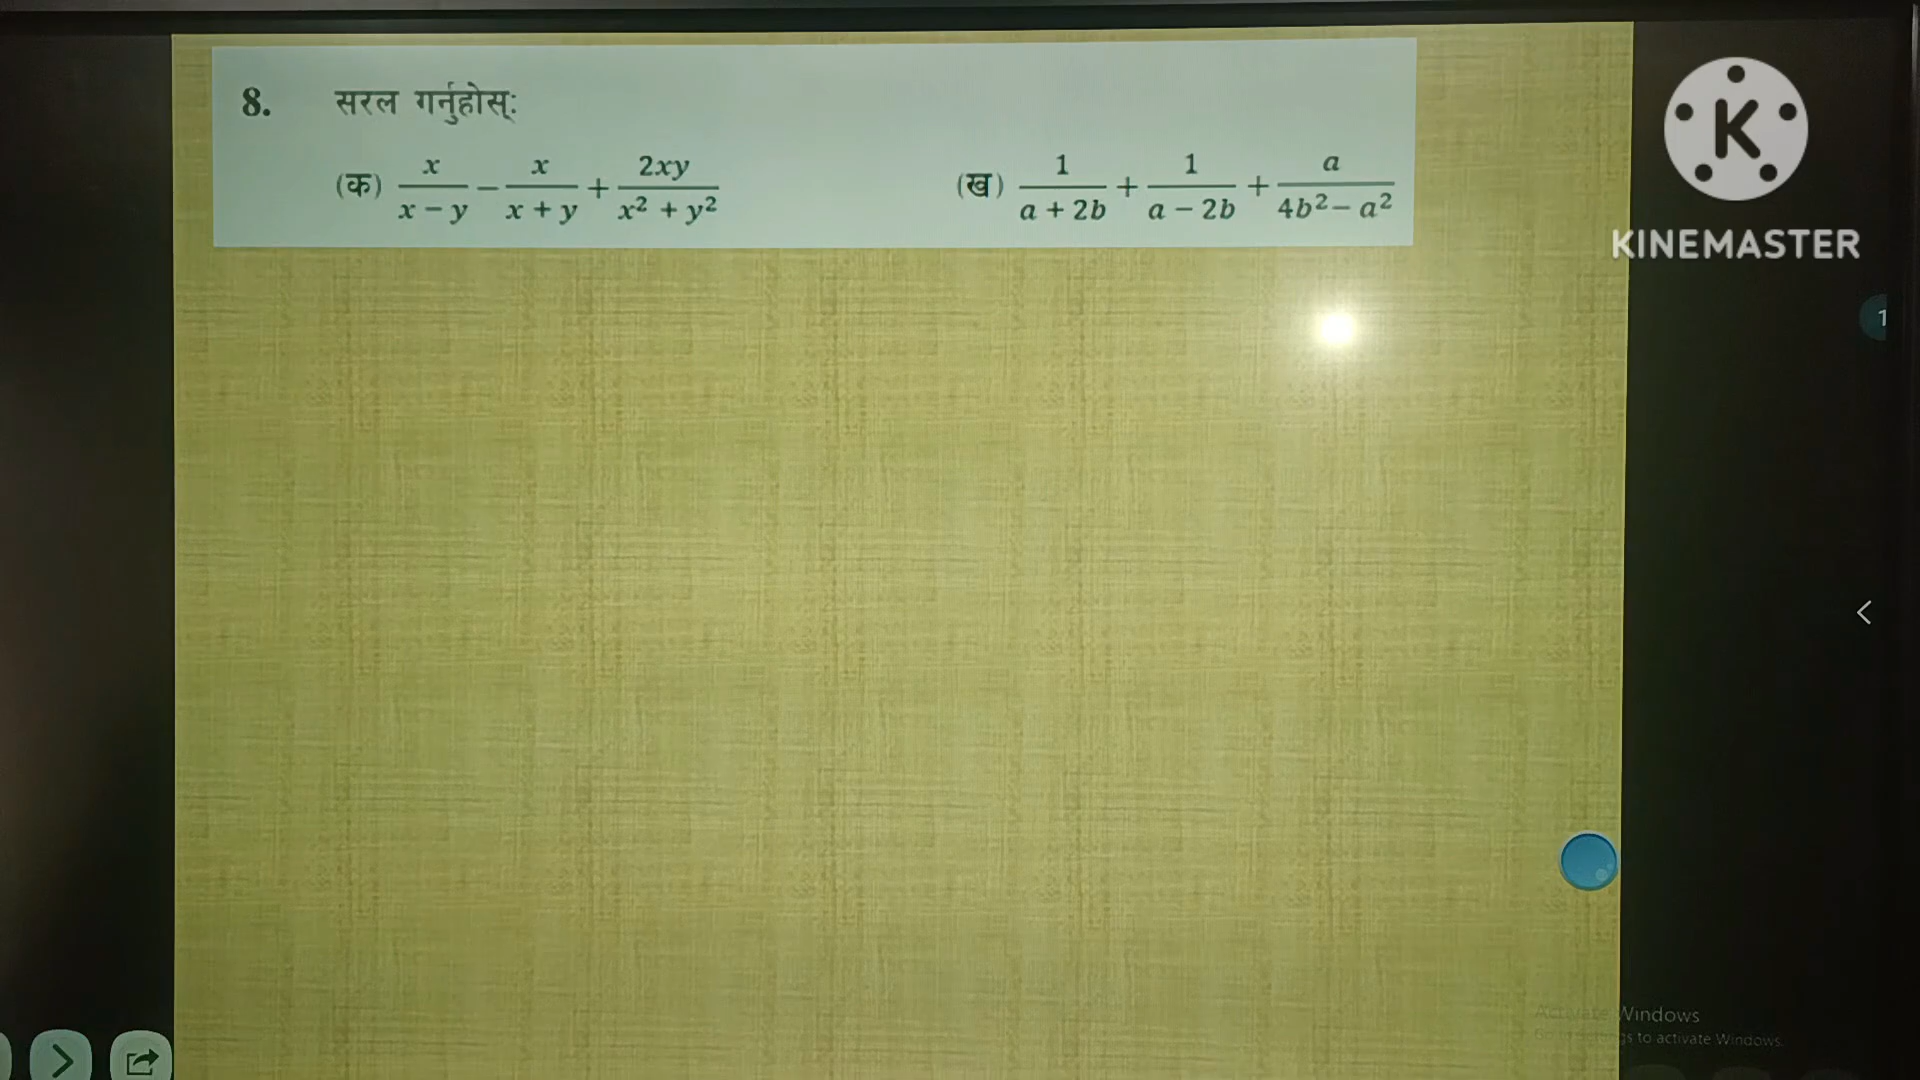 8. सरल गर्नुहोस्:
(क) x/(x − y) − x/(x + y) + 2xy/(x² + y²) (ख) 1/(a + 2b) + 1/(a − 2b) + a/(4b² − a²)
K
KINEMASTER
1
Windows
to activate Windows.